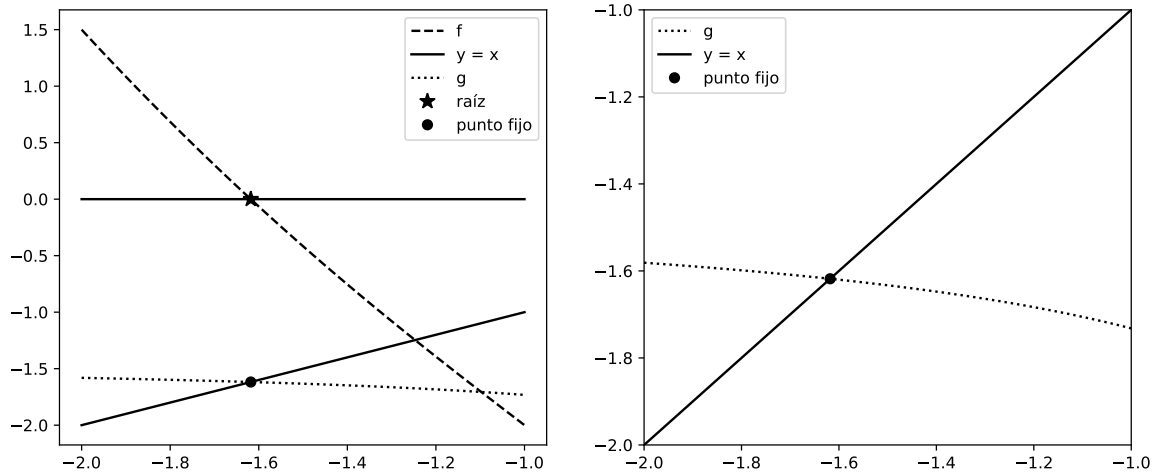 1.5
1.0
0.5
0.0
−0.5
−1.0
−1.5
−2.0
−2.0 −1.8 −1.6 −1.4 −1.2 −1.0
f
y = x
g
raíz
punto fijo
−1.0
−1.2
−1.4
−1.6
−1.8
−2.0
−2.0 −1.8 −1.6 −1.4 −1.2 −1.0
g
y = x
punto fijo